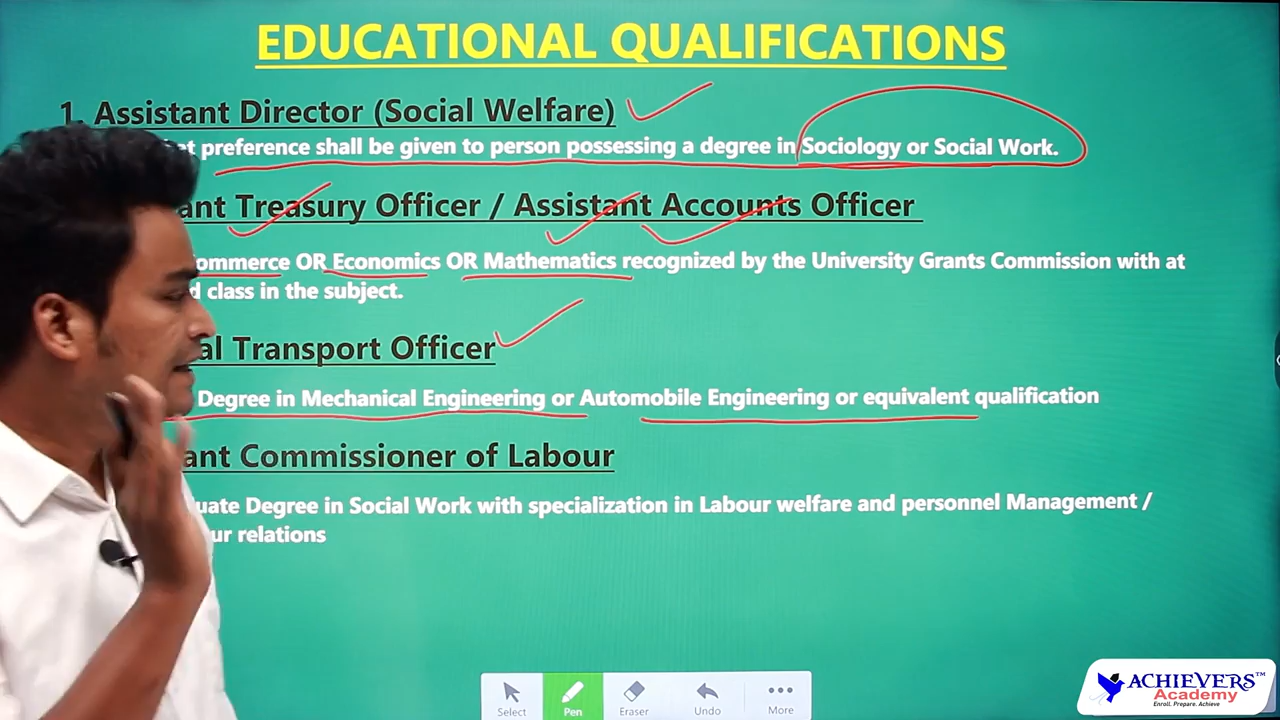 EDUCATIONAL QUALIFICATIONS
1. Assistant Director (Social Welfare)
preference shall be given to person possessing a degree in Sociology or Social Work.
Treasury Officer / Assistant Accounts Officer
OR Economics OR Mathematics recognized by the University Grants Commission with at
class in the subject.
Transport Officer
Degree in Mechanical Engineering or Automobile Engineering or equivalent qualification
Commissioner of Labour
Degree in Social Work with specialization in Labour welfare and personnel Management /
relations
Select Pen Eraser Undo More
ACHIEVERS™
Academy
Enroll. Prepare. Achieve